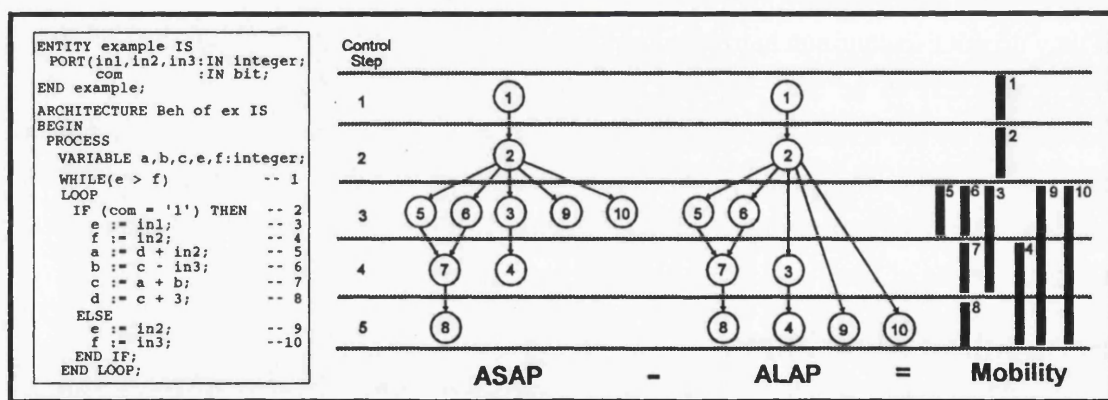 ENTITY example IS
PORT(in1,in2,in3:IN integer;
com :IN bit;
END example;
ARCHITECTURE Beh of ex IS
BEGIN
PROCESS
VARIABLE a,b,c,e,f:integer;
WHILE(e > f) -- 1
LOOP
IF (com = '1') THEN -- 2
e := in1; -- 3
f := in2; -- 4
a := d + in2; -- 5
b := c - in3; -- 6
c := a + b; -- 7
d := c + 3; -- 8
ELSE
e := in2; -- 9
f := in3; --10
END IF;
END LOOP;
Control
Step
1 1 1 1
2 2 2 2
3 5 6 3 9 10 5 6 5 6 3 9 10
4 7 4 7 3 7 4
5 8 8 4 9 10 8
ASAP - ALAP = Mobility